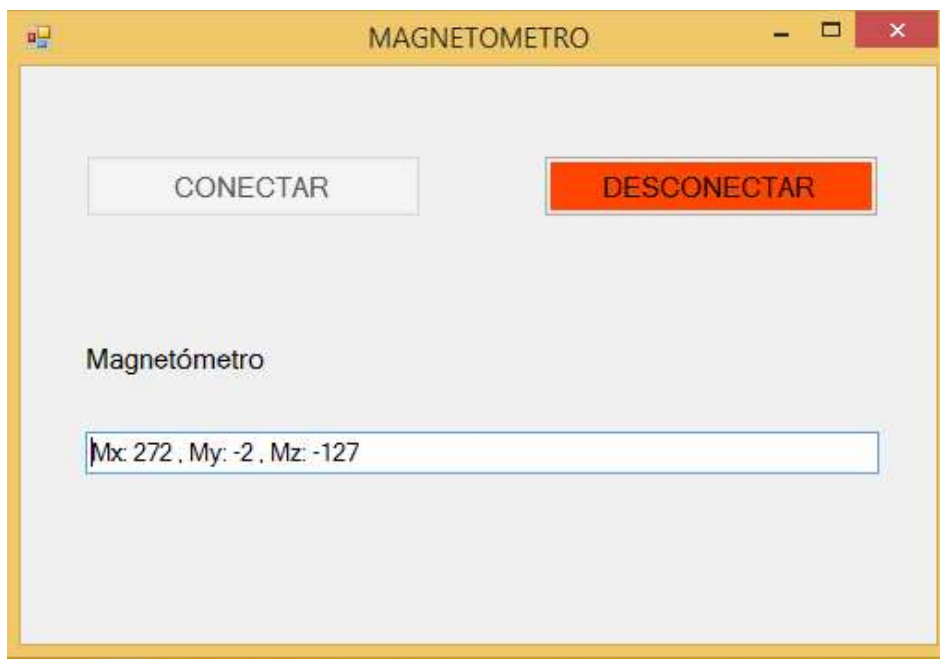 MAGNETOMETRO
CONECTAR DESCONECTAR
Magnetómetro
Mx: 272 , My: -2 , Mz: -127